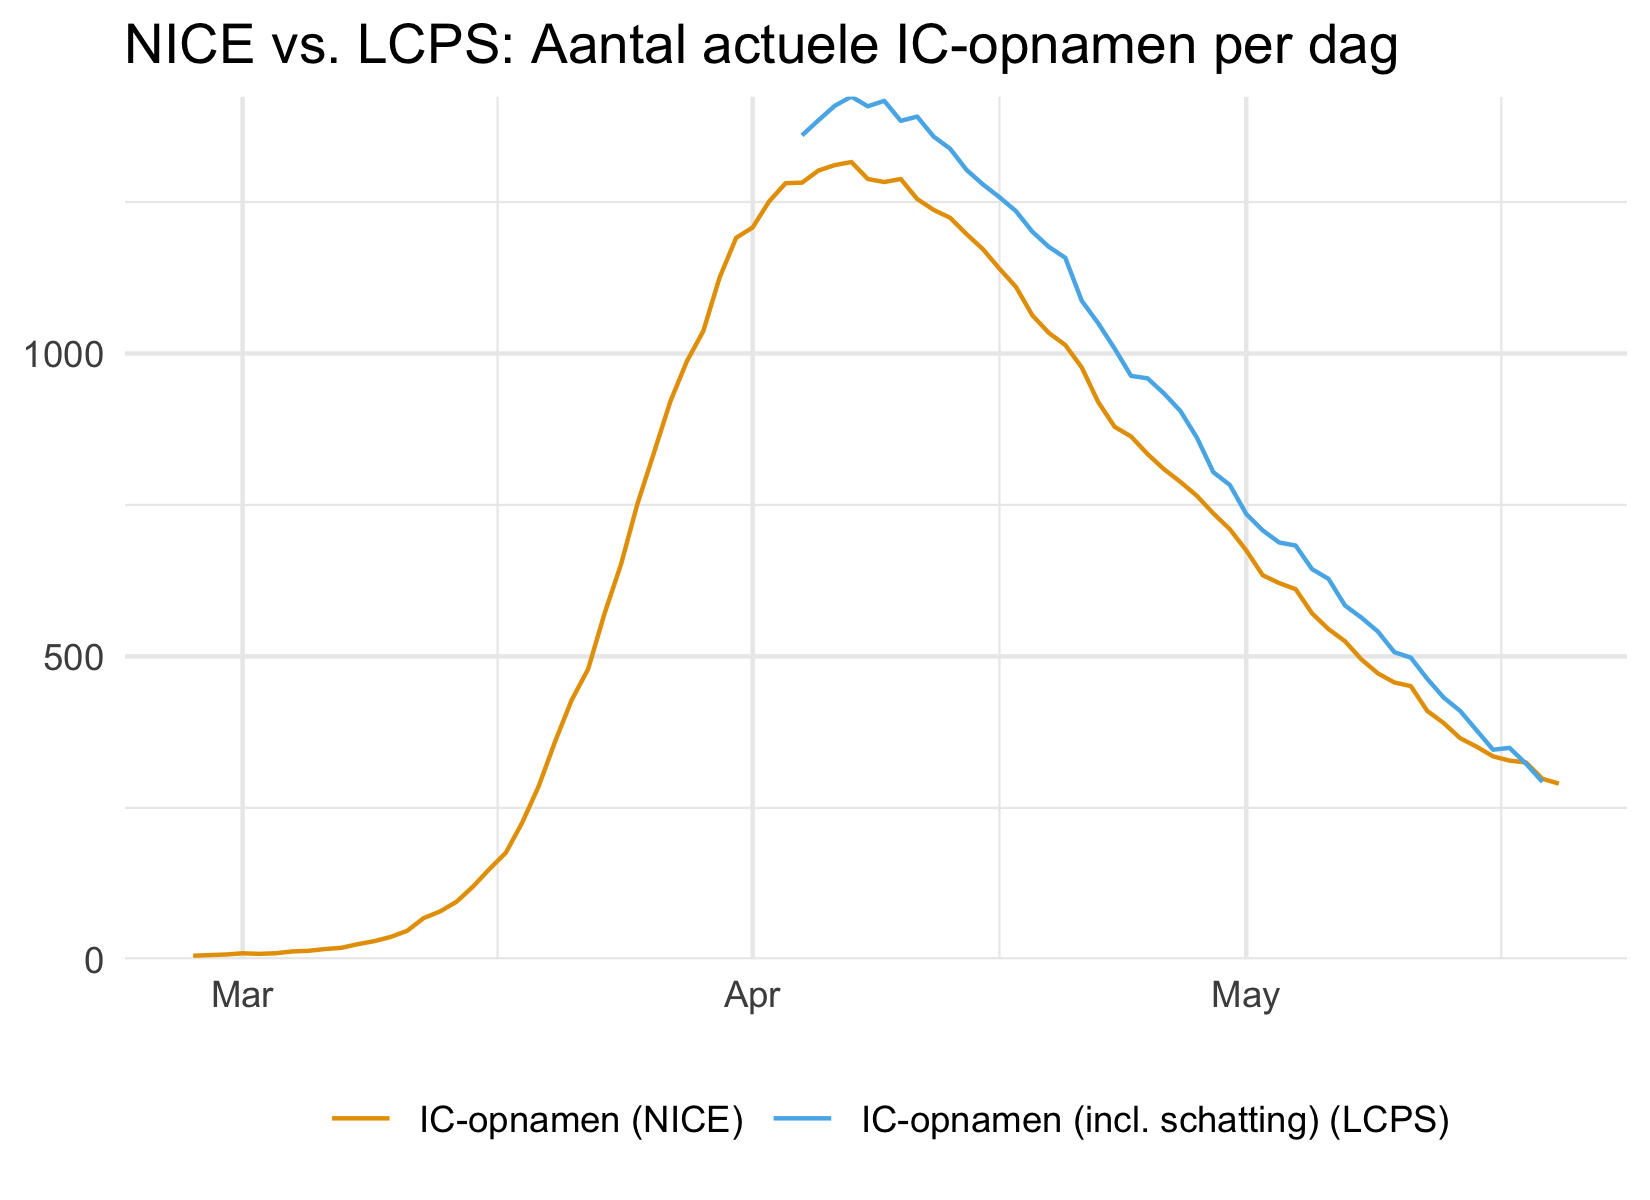 NICE vs. LCPS: Aantal actuele IC-opnamen per dag
1000
500
0
Mar Apr May
IC-opnamen (NICE) IC-opnamen (incl. schatting) (LCPS)